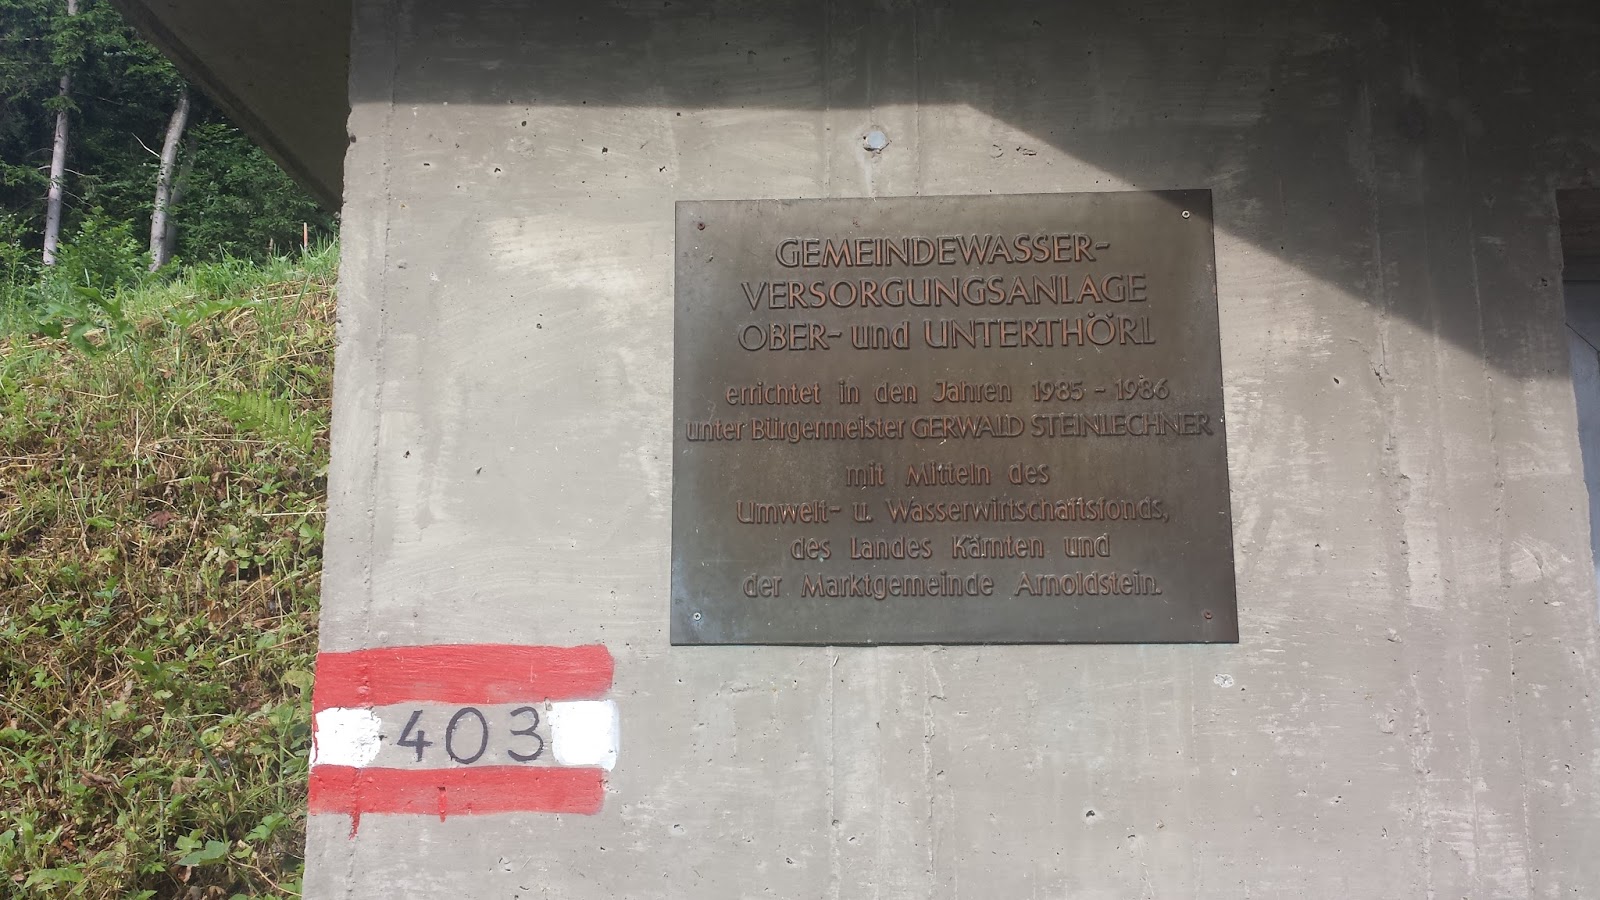 GEMEINDEWASSER-
VERSORGUNGSANLAGE
OBER- und UNTERTHÖRL
errichtet in den Jahren 1985 - 1986
unter Bürgermeister GERWALD STEINLECHNER
mit Mitteln des
Umwelt- u. Wasserwirtschaftsfonds,
des Landes Kärnten und
der Marktgemeinde Arnoldstein.
403